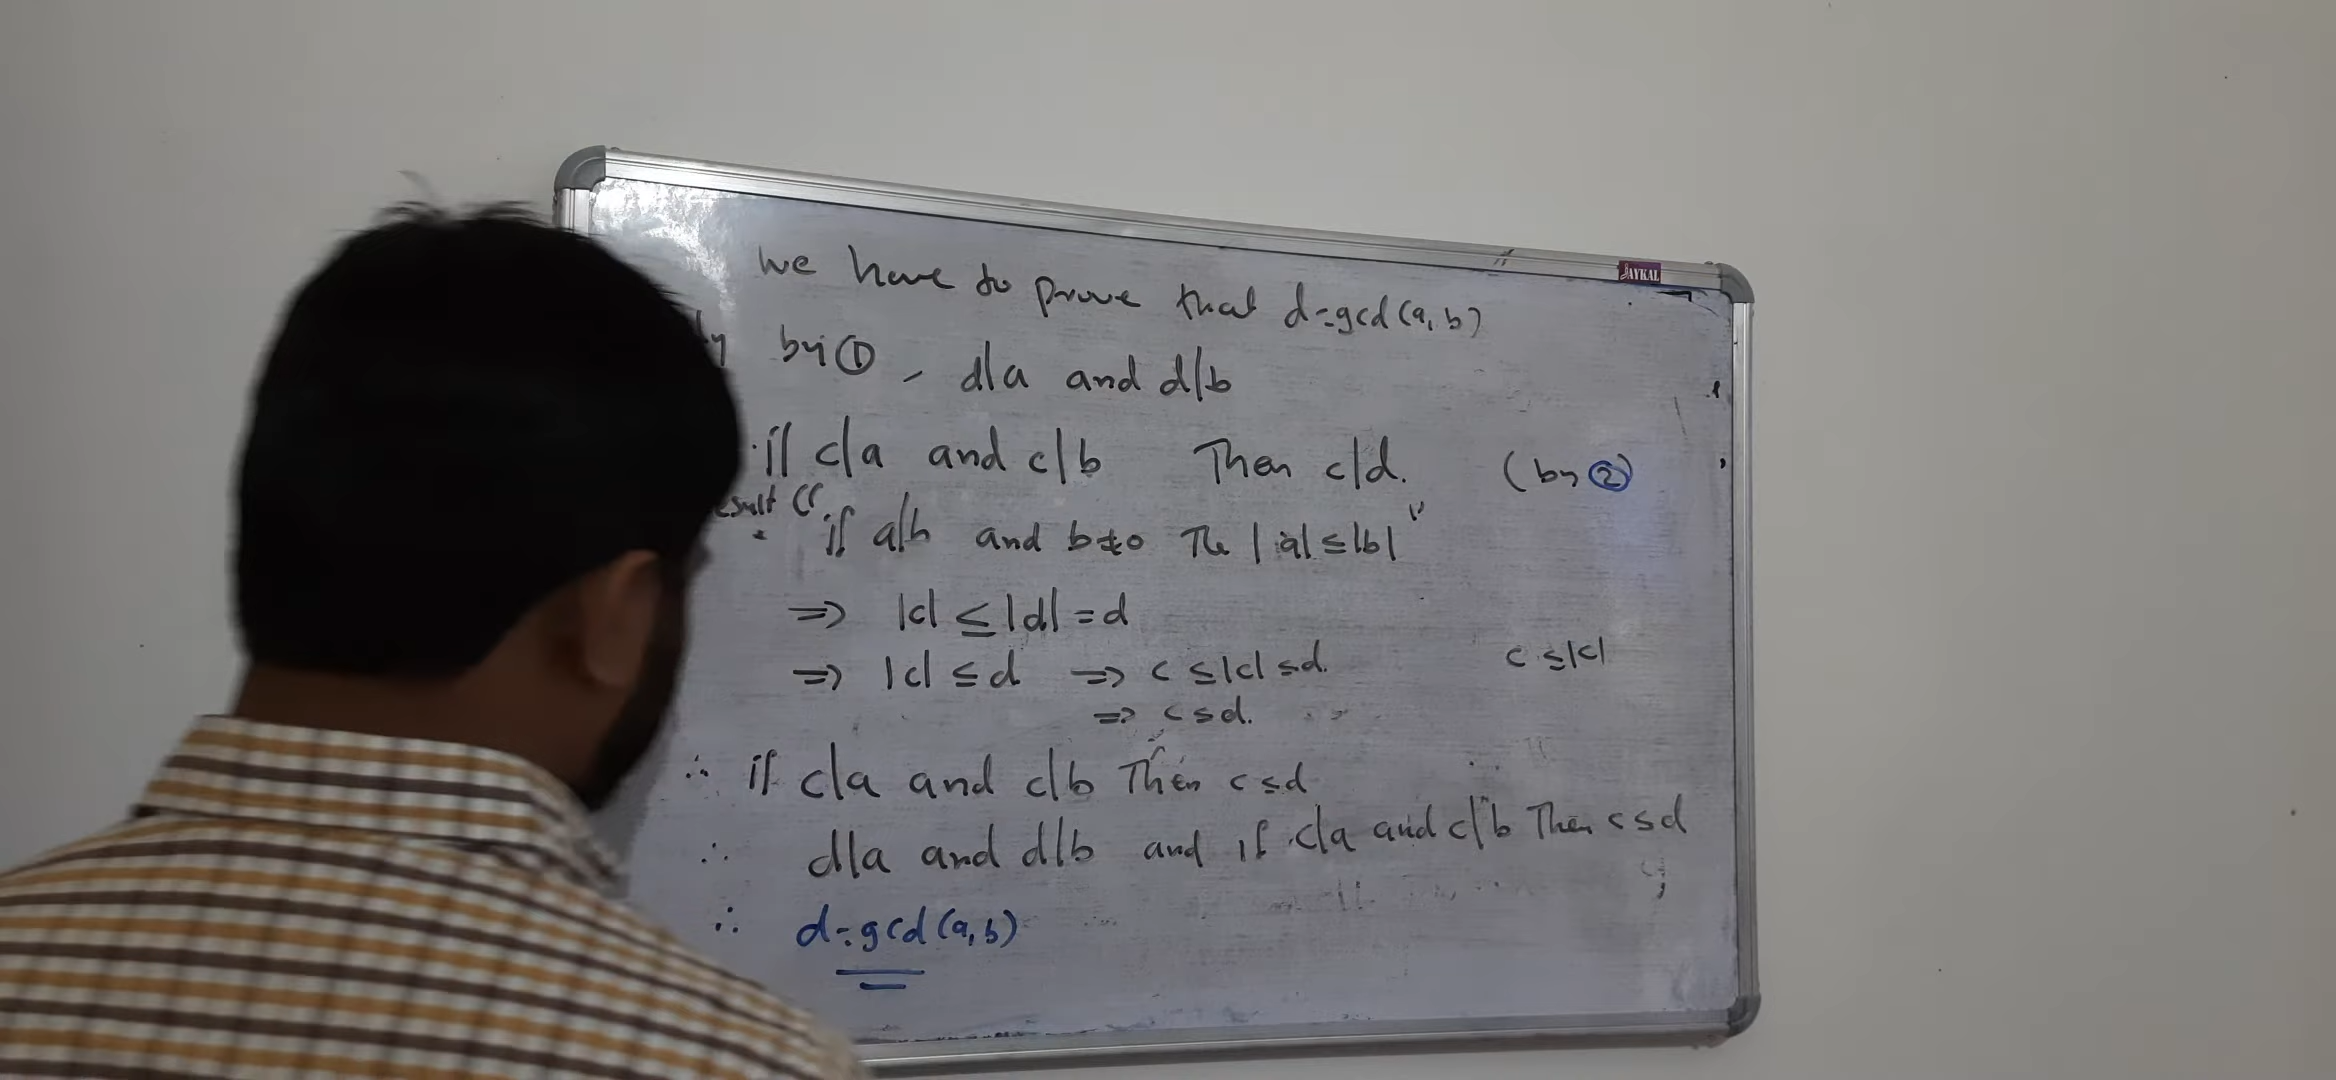 we have to prove that d=gcd(a, b)
JAYKAL
by ①, d|a and d|b
if c|a and c|b Then c|d. (by ②)
if a|b and b≠0 The |a| ≤ |b| "
⇒ |c| ≤ |d| = d
⇒ |c| ≤ d ⇒ c ≤ |c| ≤ d. c ≤ |c|
⇒ c ≤ d.
∴ if c|a and c|b Then c ≤ d
∴ d|a and d|b and if c|a and c|b Then c ≤ d
∴ d=gcd(a, b)